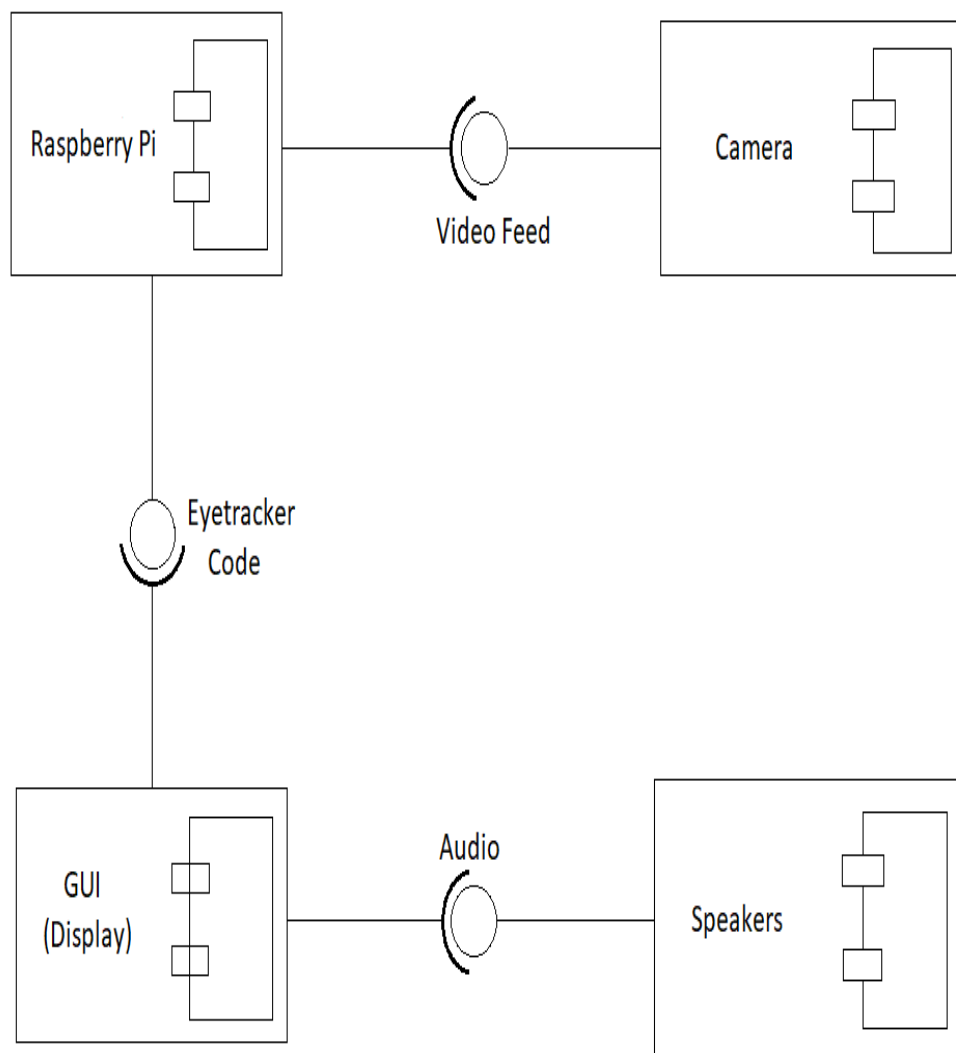 Raspberry Pi
Camera
Video Feed
Eyetracker
Code
GUI
(Display)
Audio
Speakers